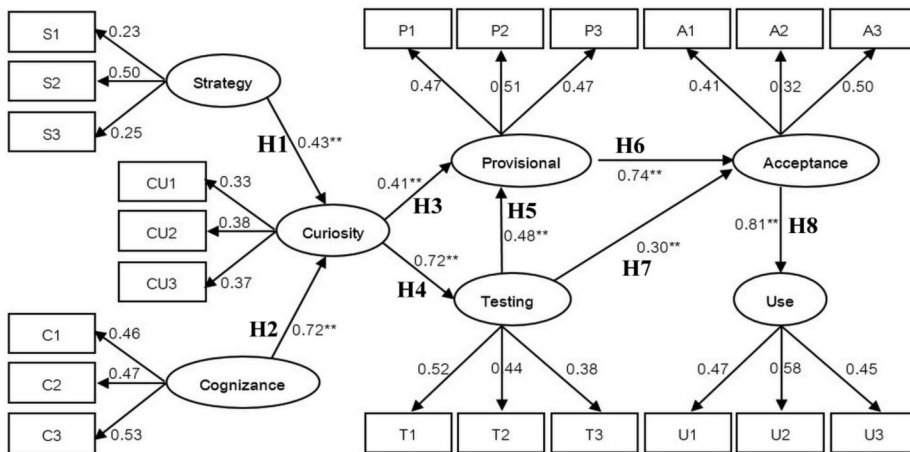 S1
S2
S3
0.23
0.50
0.25
Strategy
H1
0.43**
CU1
CU2
CU3
0.33
0.38
0.37
Curiosity
C1
C2
C3
0.46
0.47
0.53
Cognizance
H2
0.72**
P1
P2
P3
0.47
0.51
0.47
Provisional
H3
0.41**
H4
0.72**
H5
0.48**
Testing
0.52
0.44
0.38
T1
T2
T3
H6
0.74**
H7
0.30**
A1
A2
A3
0.41
0.32
0.50
Acceptance
H8
0.81**
Use
0.47
0.58
0.45
U1
U2
U3